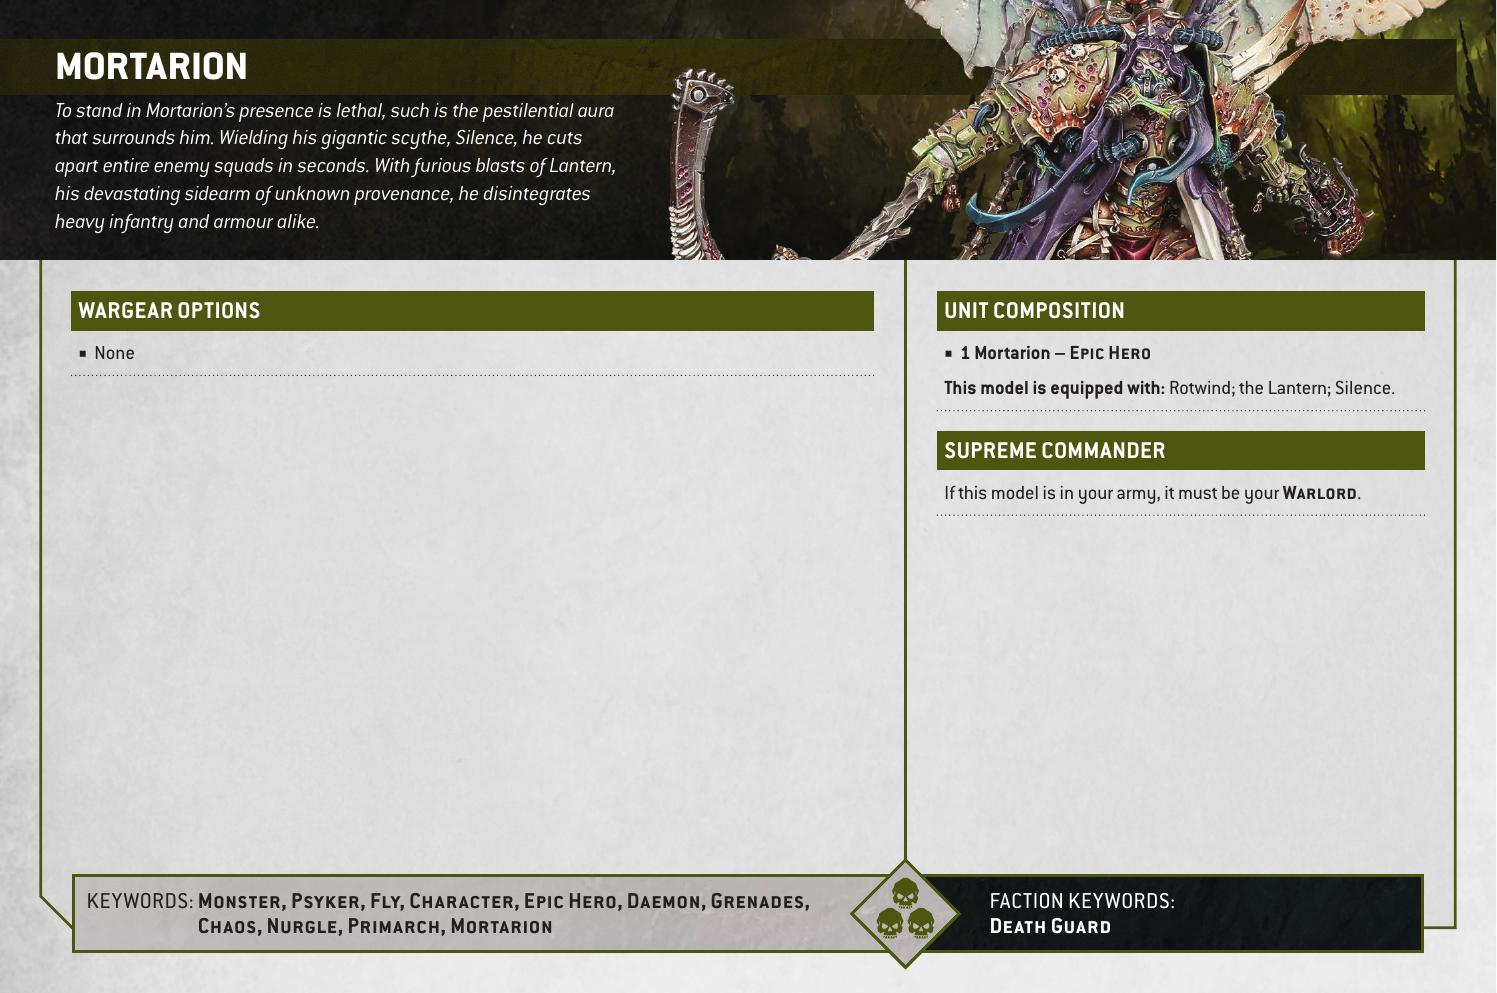 MORTARION
To stand in Mortarion’s presence is lethal, such is the pestilential aura
that surrounds him. Wielding his gigantic scythe, Silence, he cuts
apart entire enemy squads in seconds. With furious blasts of Lantern,
his devastating sidearm of unknown provenance, he disintegrates
heavy infantry and armour alike.
WARGEAR OPTIONS
■ None
UNIT COMPOSITION
■ 1 Mortarion – EPIC HERO
This model is equipped with: Rotwind; the Lantern; Silence.
SUPREME COMMANDER
If this model is in your army, it must be your WARLORD.
KEYWORDS: MONSTER, PSYKER, FLY, CHARACTER, EPIC HERO, DAEMON, GRENADES,
CHAOS, NURGLE, PRIMARCH, MORTARION
FACTION KEYWORDS:
DEATH GUARD